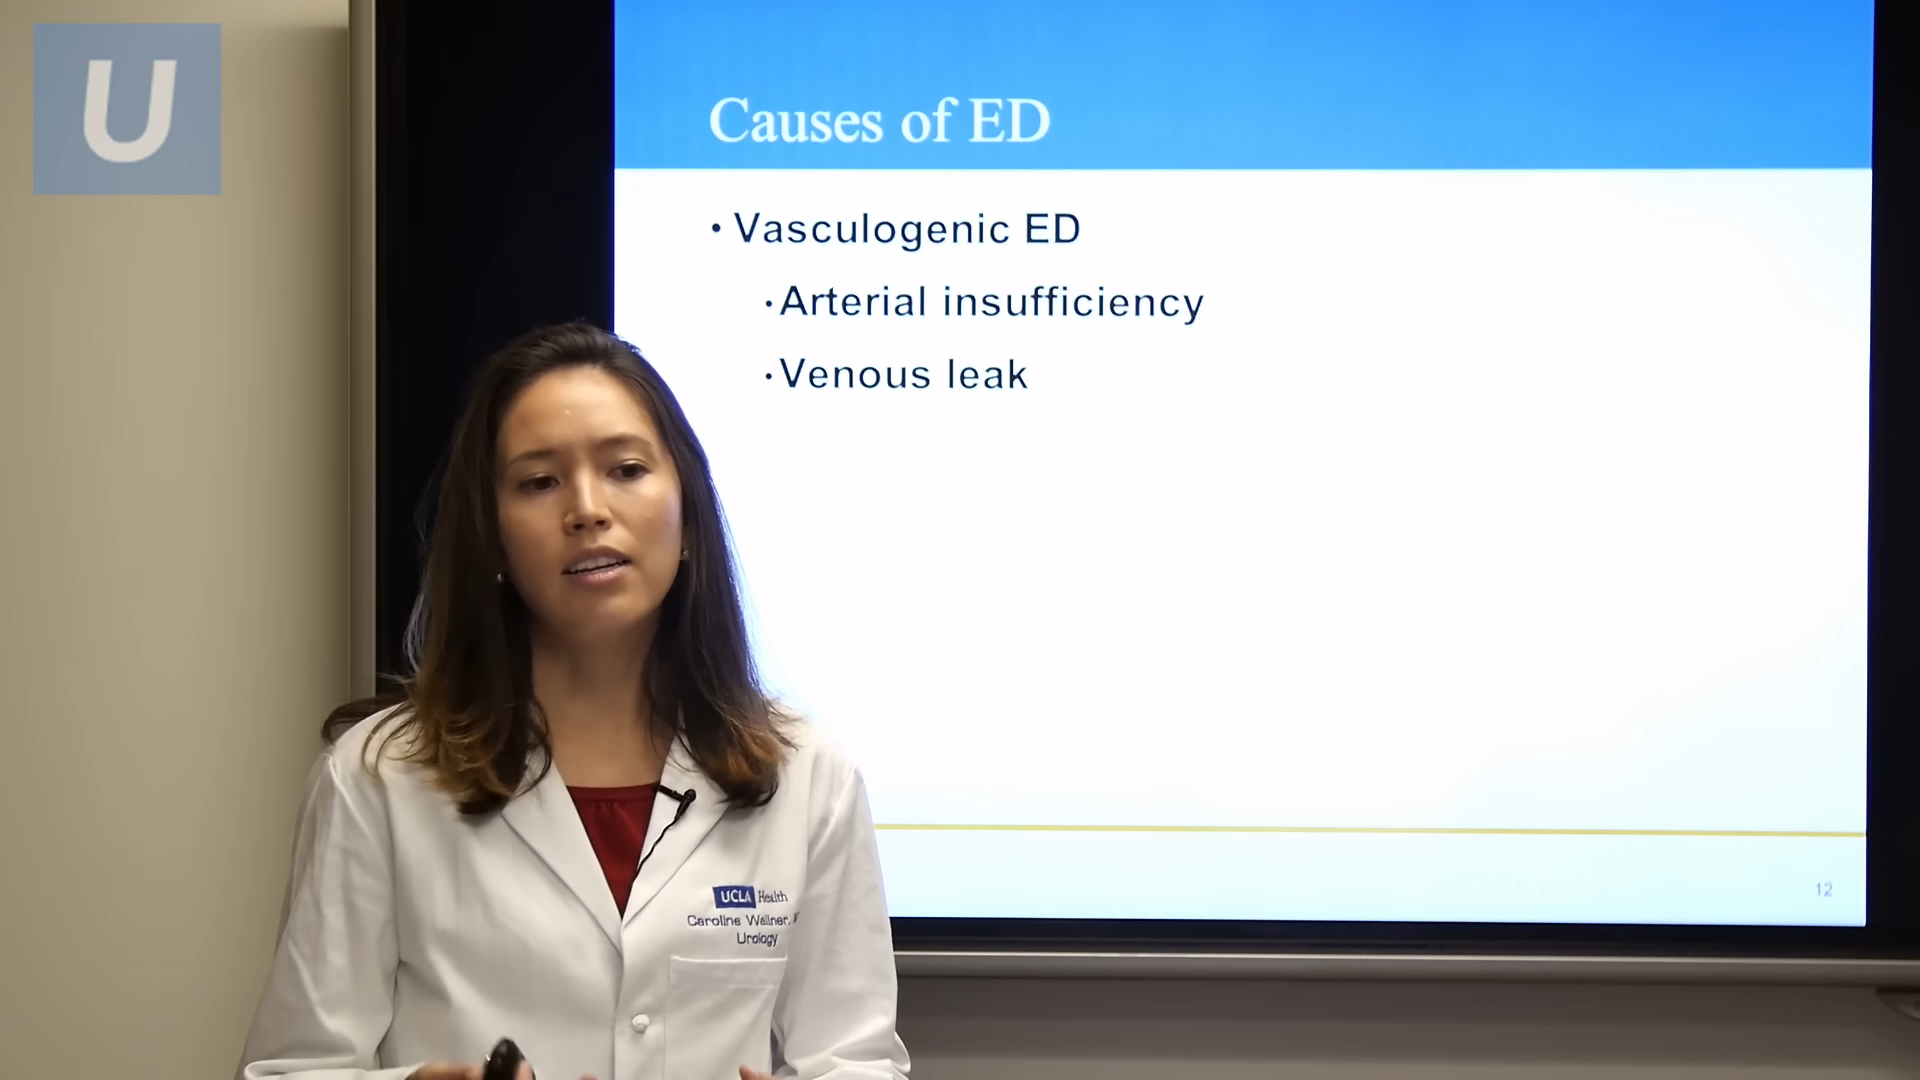 U
Causes of ED
• Vasculogenic ED
• Arterial insufficiency
• Venous leak
12
UCLA Health
Caroline Wallner, M
Urology